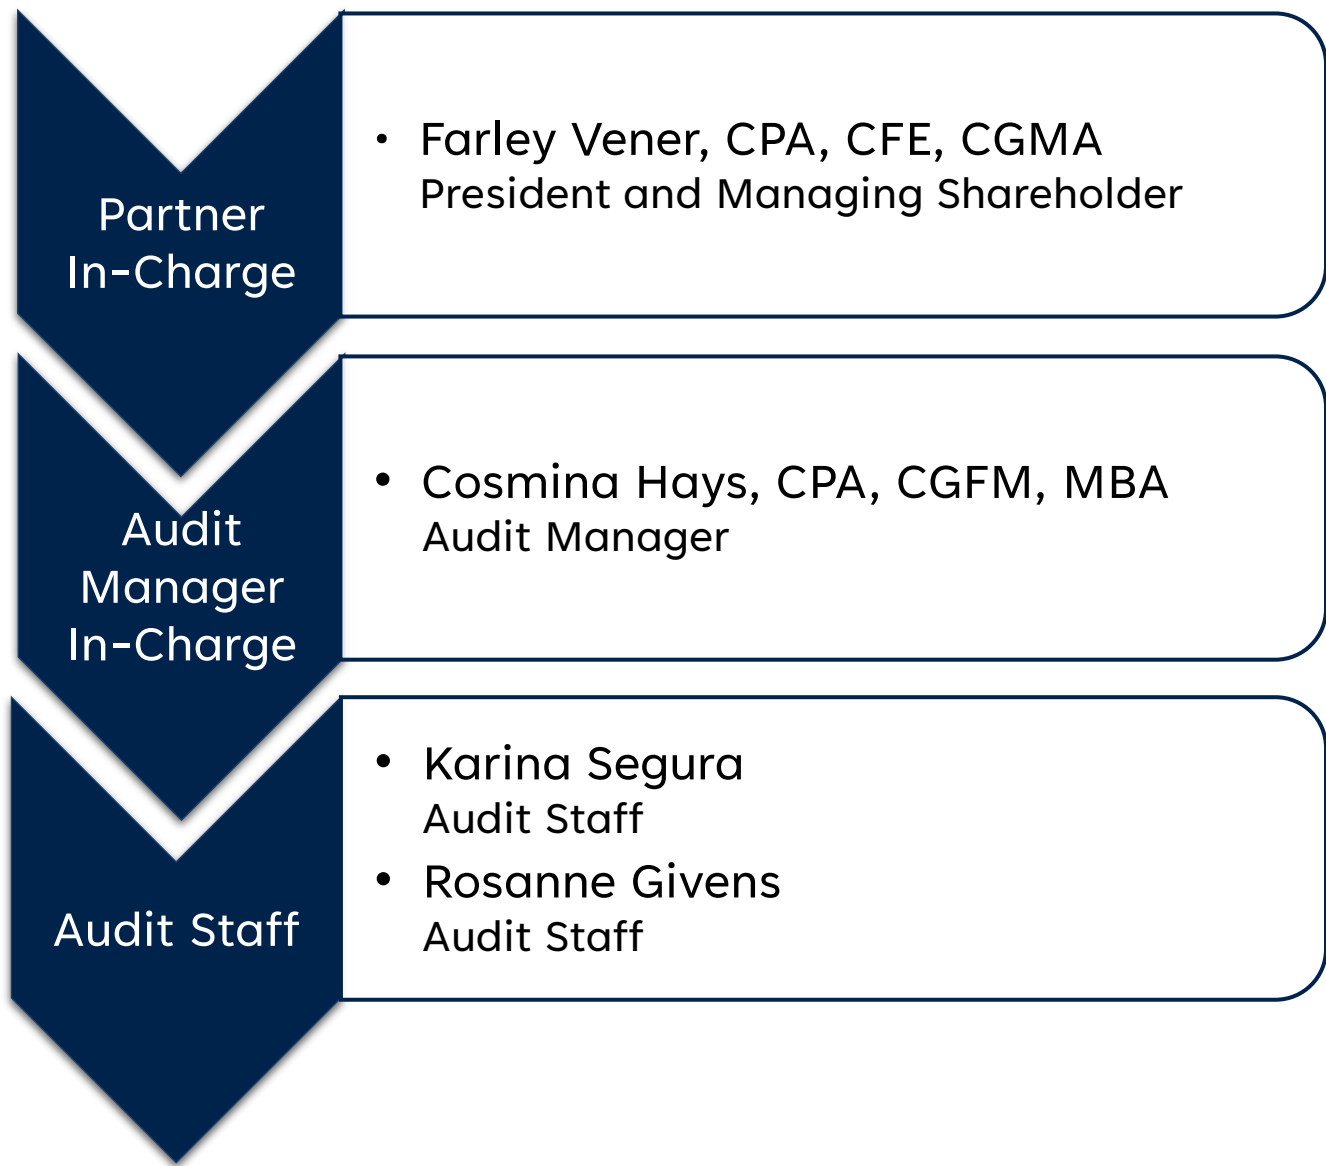 Partner
In-Charge
• Farley Vener, CPA, CFE, CGMA
President and Managing Shareholder
Audit
Manager
In-Charge
• Cosmina Hays, CPA, CGFM, MBA
Audit Manager
Audit Staff
• Karina Segura
Audit Staff
• Rosanne Givens
Audit Staff